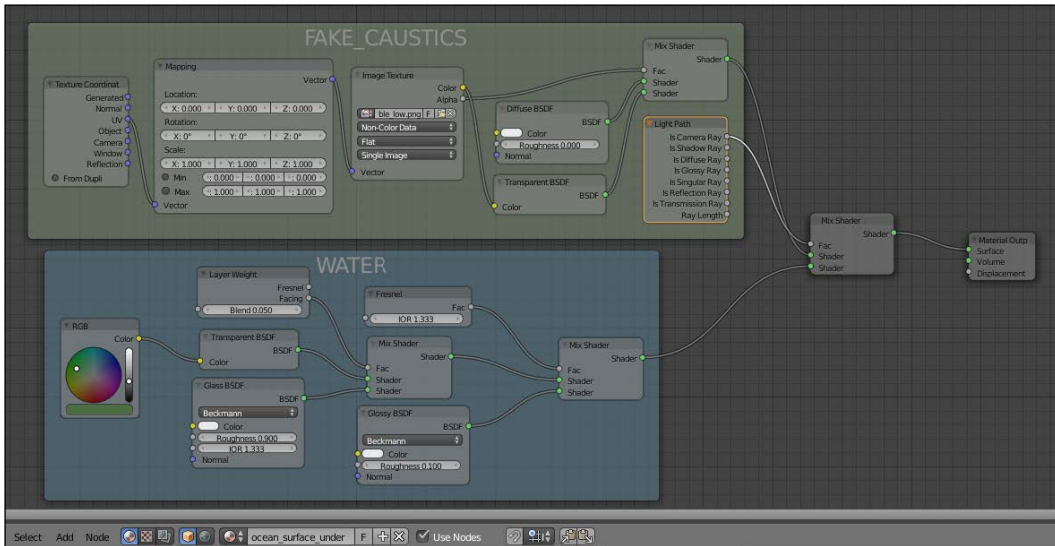 FAKE_CAUSTICS
Texture Coordinat
Generated
Normal
UV
Object
Camera
Window
Reflection
From Dupli
Mapping
Vector
Location:
X: 0.000 Y: 0.000 Z: 0.000
Rotation:
X: 0° Y: 0° Z: 0°
Scale:
X: 1.000 Y: 1.000 Z: 1.000
Min : 0.000 : 0.000 : 0.000
Max : 1.000 : 1.000 : 1.000
Vector
Image Texture
Color
Alpha
ble_low.png F
Non-Color Data
Flat
Single Image
Vector
Diffuse BSDF
BSDF
Color
Roughness 0.000
Normal
Transparent BSDF
BSDF
Color
Mix Shader
Shader
Fac
Shader
Shader
Light Path
Is Camera Ray
Is Shadow Ray
Is Diffuse Ray
Is Glossy Ray
Is Singular Ray
Is Reflection Ray
Is Transmission Ray
Ray Length
Mix Shader
Shader
Fac
Shader
Shader
Material Outp
Surface
Volume
Displacement
WATER
RGB
Color
Layer Weight
Fresnel
Facing
Blend 0.050
Transparent BSDF
BSDF
Color
Glass BSDF
BSDF
Beckmann
Color
Roughness 0.900
IOR 1.333
Normal
Fresnel
Fac
IOR 1.333
Mix Shader
Shader
Fac
Shader
Shader
Glossy BSDF
BSDF
Beckmann
Color
Roughness 0.100
Normal
Mix Shader
Shader
Fac
Shader
Shader
Select Add Node ocean_surface_under F Use Nodes